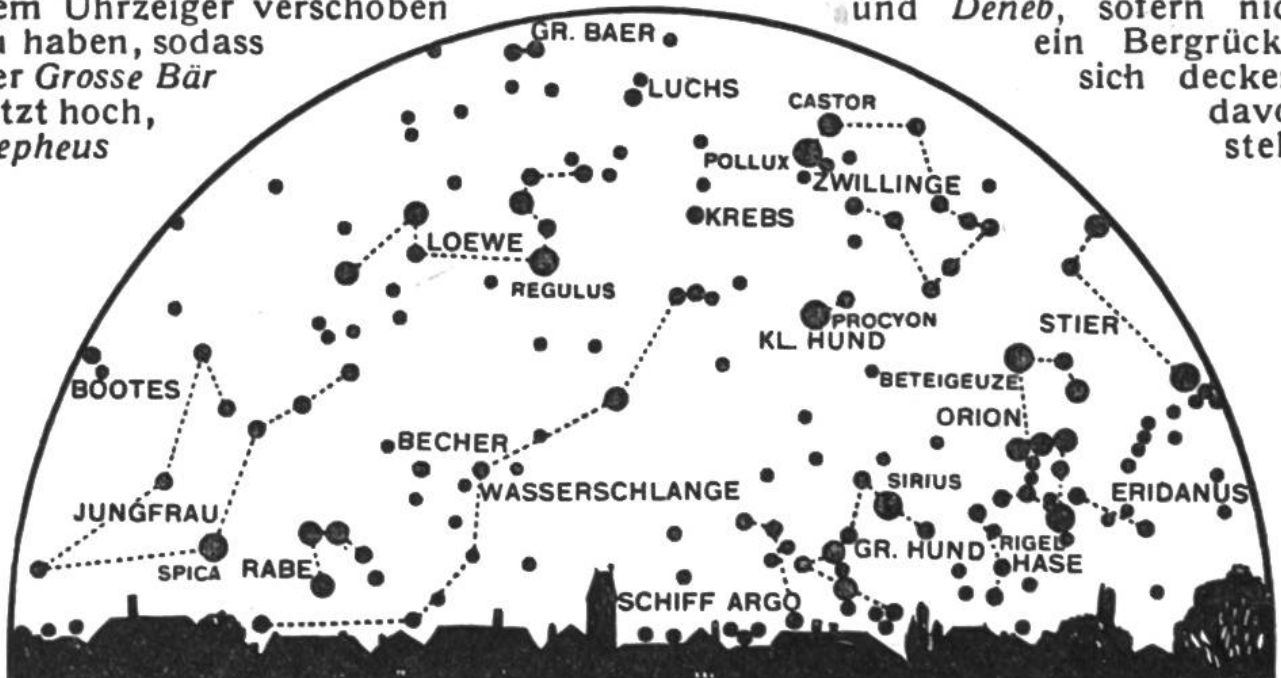 em Uhrzeiger verschoben
u haben, sodass
er Grosse Bär
tzt hoch,
epheus
und Deneb, sofern nic
ein Bergrück
sich decken
davo
steh
GR. BAER
LUCHS
CASTOR
POLLUX
ZWILLINGE
KREBS
LOEWE
REGULUS
PROCYON
KL. HUND
STIER
BETEIGEUZE
BOOTES
ORION
BECHER
SIRIUS
WASSERSCHLANGE
ERIDANUS
JUNGFRAU
SPICA
RABE
GR. HUND
RIGEL
HASE
SCHIFF ARGO